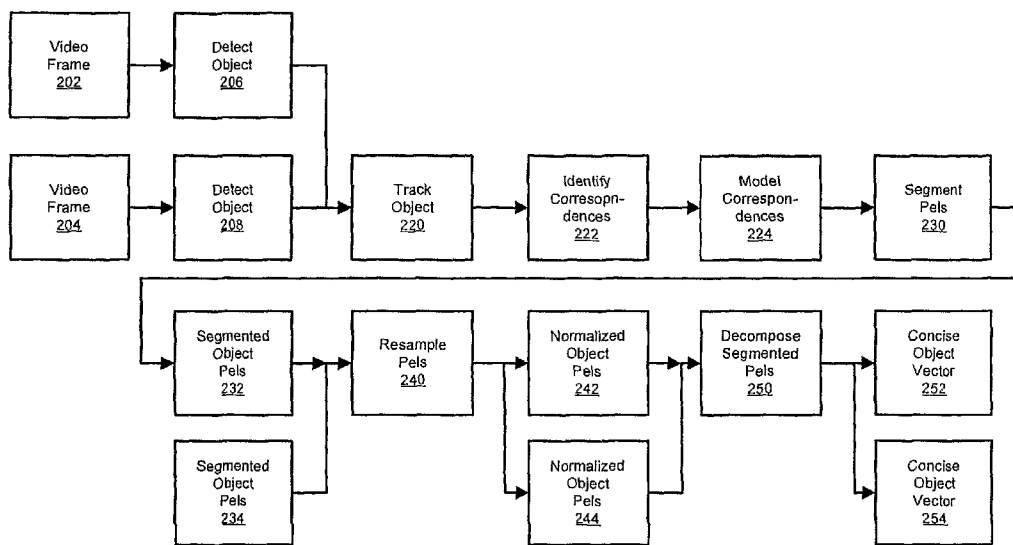 Video
Frame
202
Detect
Object
206
Video
Frame
204
Detect
Object
208
Track
Object
220
Identify
Corresopn-
dences
222
Model
Correspon-
dences
224
Segment
Pels
230
Segmented
Object
Pels
232
Resample
Pels
240
Normalized
Object
Pels
242
Decompose
Segmented
Pels
250
Concise
Object
Vector
252
Segmented
Object
Pels
234
Normalized
Object
Pels
244
Concise
Object
Vector
254